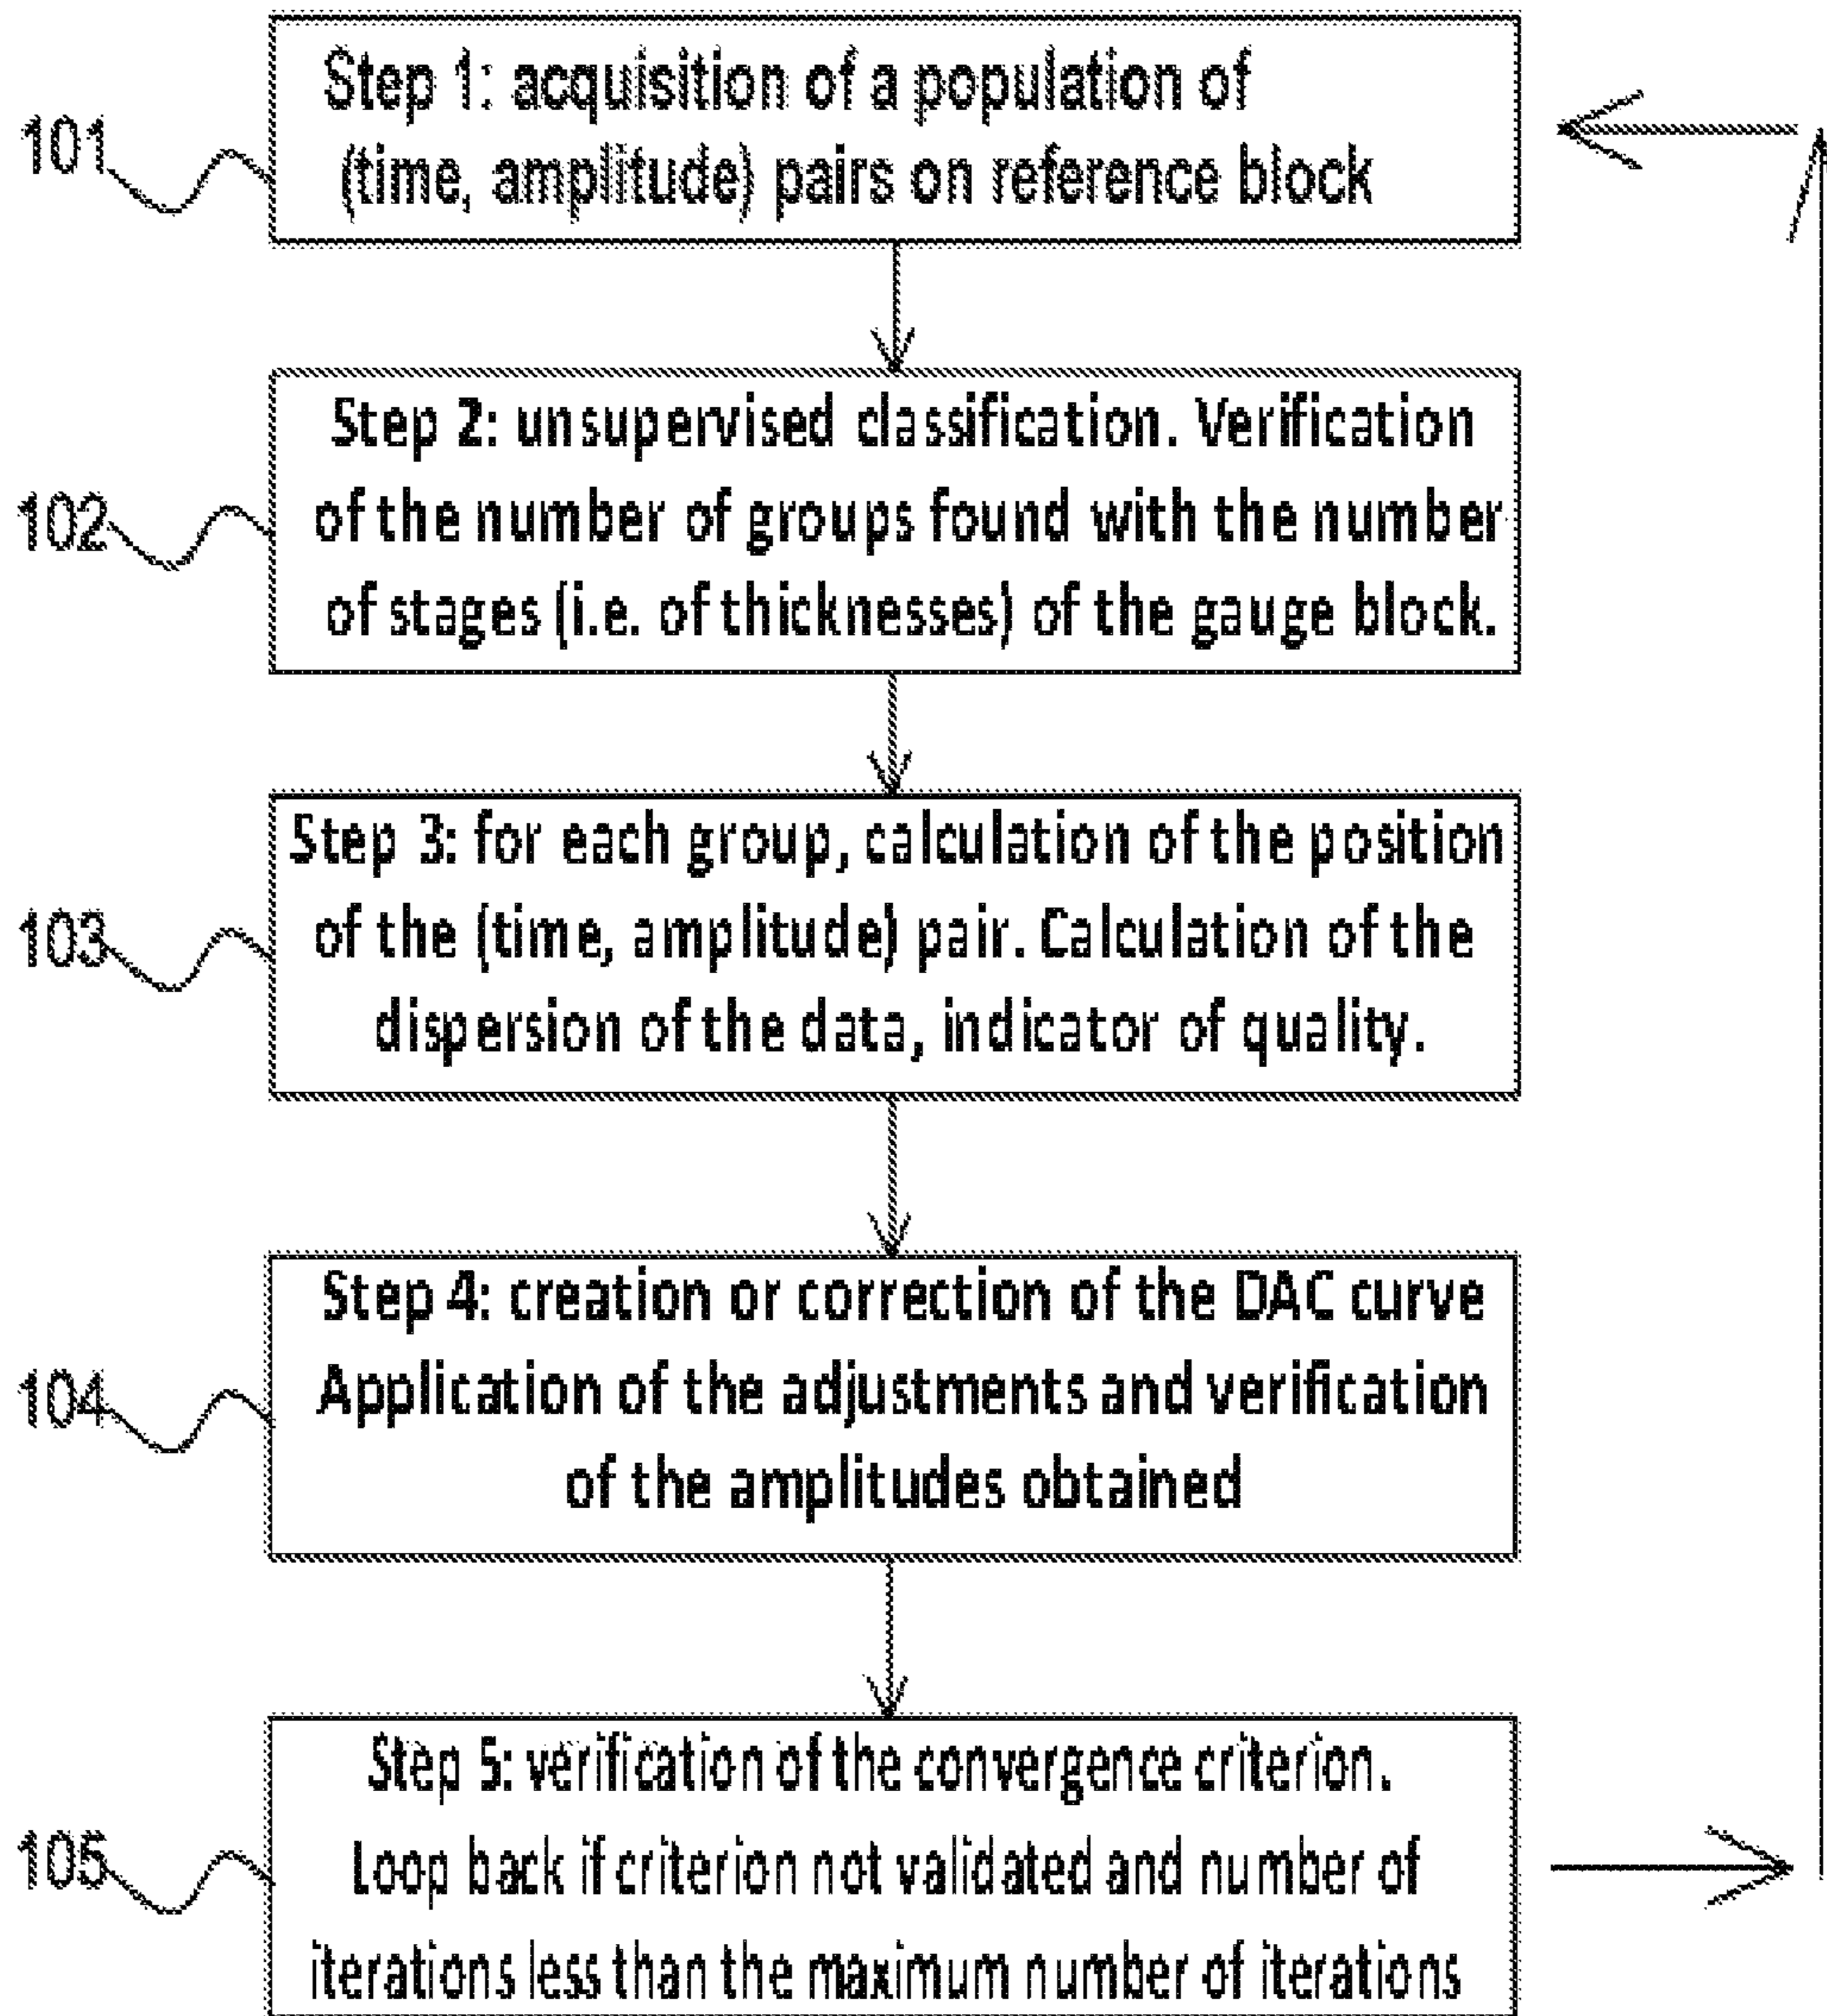 Step 1: acquisition of a population of
(time, amplitude) pairs on reference block
101
Step 2: unsupervised classification. Verification
of the number of groups found with the number
of stages (i.e. of thicknesses) of the gauge block.
102
Step 3: for each group, calculation of the position
of the (time, amplitude) pair. Calculation of the
dispersion of the data, indicator of quality.
103
Step 4: creation or correction of the DAC curve
Application of the adjustments and verification
of the amplitudes obtained
104
Step 5: verification of the convergence criterion.
Loop back if criterion not validated and number of
iterations less than the maximum number of iterations
105